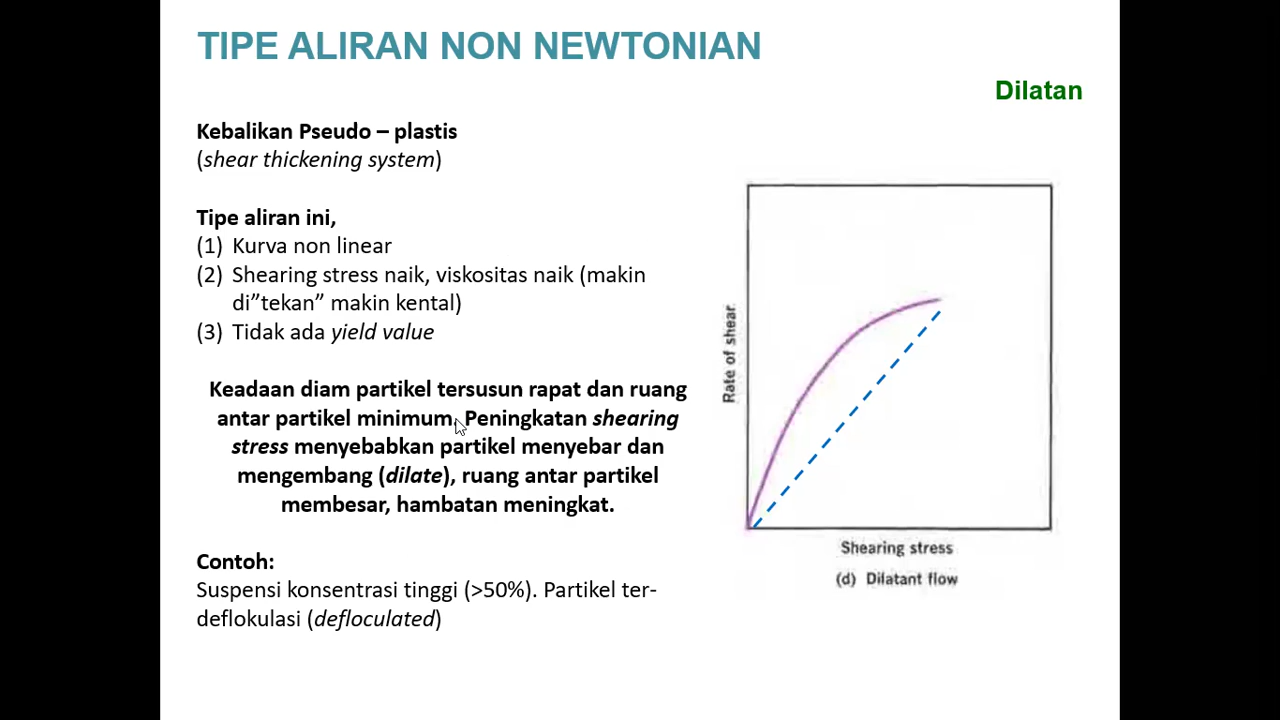 TIPE ALIRAN NON NEWTONIAN
Dilatan
Kebalikan Pseudo – plastis
(shear thickening system)
Tipe aliran ini,
(1) Kurva non linear
(2) Shearing stress naik, viskositas naik (makin
di”tekan” makin kental)
(3) Tidak ada yield value
Keadaan diam partikel tersusun rapat dan ruang
antar partikel minimum. Peningkatan shearing
stress menyebabkan partikel menyebar dan
mengembang (dilate), ruang antar partikel
membesar, hambatan meningkat.
Contoh:
Suspensi konsentrasi tinggi (>50%). Partikel ter-
deflokulasi (defloculated)
Rate of shear
Shearing stress
(d) Dilatant flow